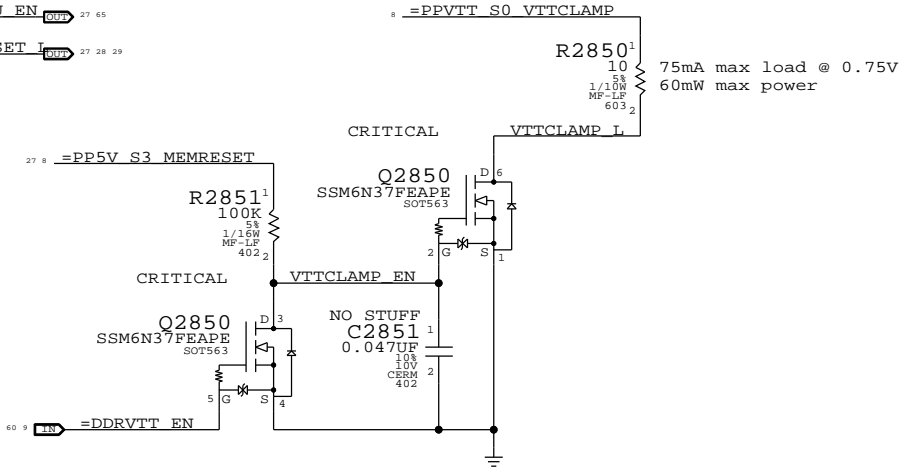 U_EN OUT 27 65
SET_L OUT 27 28 29
8 =PPVTT_S0_VTTCLAMP
R2850 1
10
5%
1/10W
MF-LF
603 2
75mA max load @ 0.75V
60mW max power
CRITICAL
VTTCLAMP_L
27 8 =PP5V_S3_MEMRESET
Q2850
SSM6N37FEAPE
SOT563
D 6
2 G S 1
R2851 1
100K
5%
1/16W
MF-LF
402 2
CRITICAL
VTTCLAMP_EN
Q2850
SSM6N37FEAPE
SOT563
D 3
5 G S 4
NO STUFF
C2851 1
0.047UF
10%
10V
CERM 2
402
60 9 IN =DDRVTT_EN